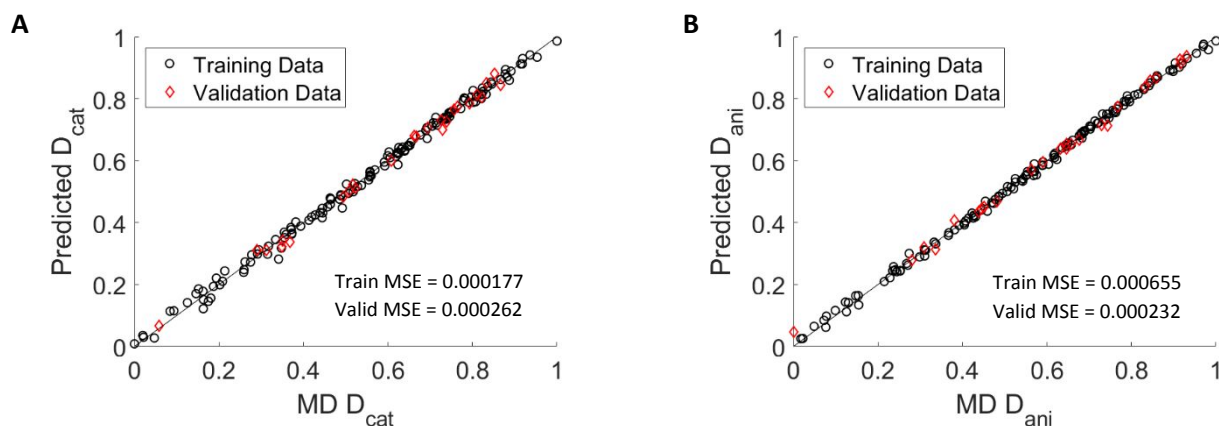 A
Predicted D_cat
1
0.8
0.6
0.4
0.2
0
Training Data
Validation Data
Train MSE = 0.000177
Valid MSE = 0.000262
0 0.2 0.4 0.6 0.8 1
MD D_cat
B
Predicted D_ani
1
0.8
0.6
0.4
0.2
0
Training Data
Validation Data
Train MSE = 0.000655
Valid MSE = 0.000232
0 0.2 0.4 0.6 0.8 1
MD D_ani